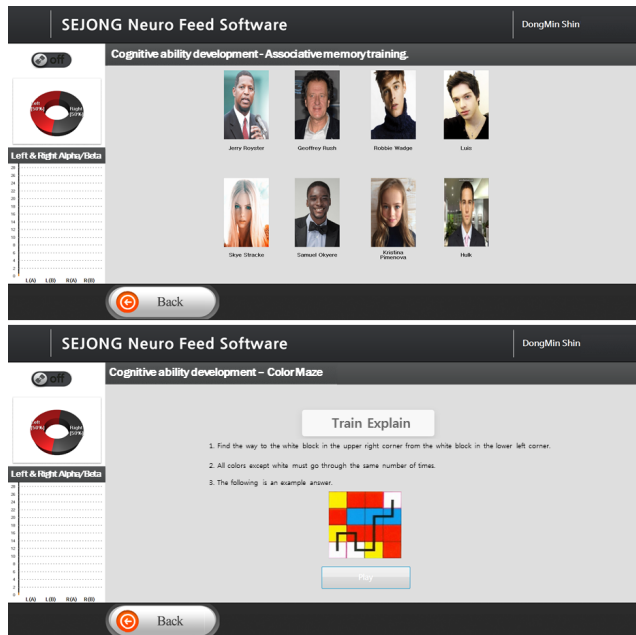 SEJONG Neuro Feed Software
DongMin Shin
off
Cognitive ability development - Associative memory training.
Left
[50%]
Right
[50%]
Jerry Royster
Geoffrey Rush
Robbie Wadge
Luis
Left & Right Alpha/Beta
Skye Stracke
Samuel Okyere
Kristina
Pimenova
Hulk
L(A) L(B) R(A) R(B)
Back
SEJONG Neuro Feed Software
DongMin Shin
off
Cognitive ability development – Color Maze
Left
[50%]
Right
[50%]
Train Explain
1. Find the way to the white block in the upper right corner from the white block in the lower left corner.
2. All colors except white must go through the same number of times.
Left & Right Alpha/Beta
3. The following is an example answer.
Play
L(A) L(B) R(A) R(B)
Back